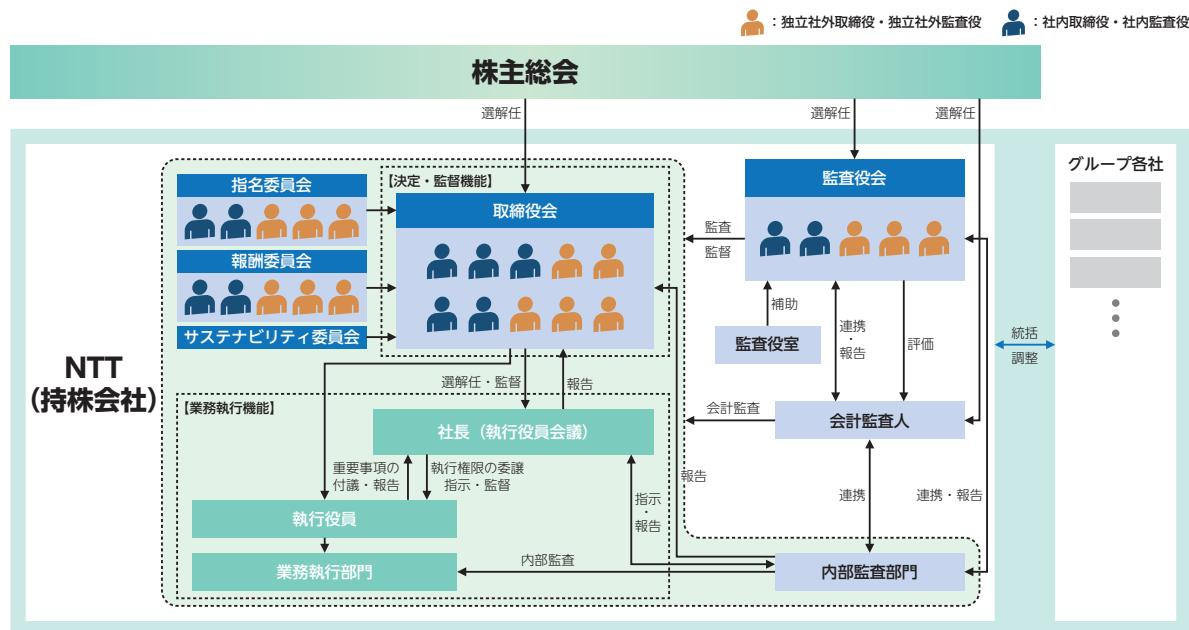 ：独立社外取締役・独立社外監査役
：社内取締役・社内監査役
株主総会
選解任
選解任
選解任
グループ各社
指名委員会
【決定・監督機能】
取締役会
監査役会
報酬委員会
サステナビリティ委員会
監査
監督
補助
監査役室
連携
・
報告
評価
統括
調整
NTT
（持株会社）
選解任・監督
報告
【業務執行機能】
社長（執行役員会議）
会計監査
会計監査人
重要事項の
付議・報告
執行権限の委譲
指示・監督
報告
指示
・
報告
連携
連携・報告
執行役員
業務執行部門
内部監査
内部監査部門